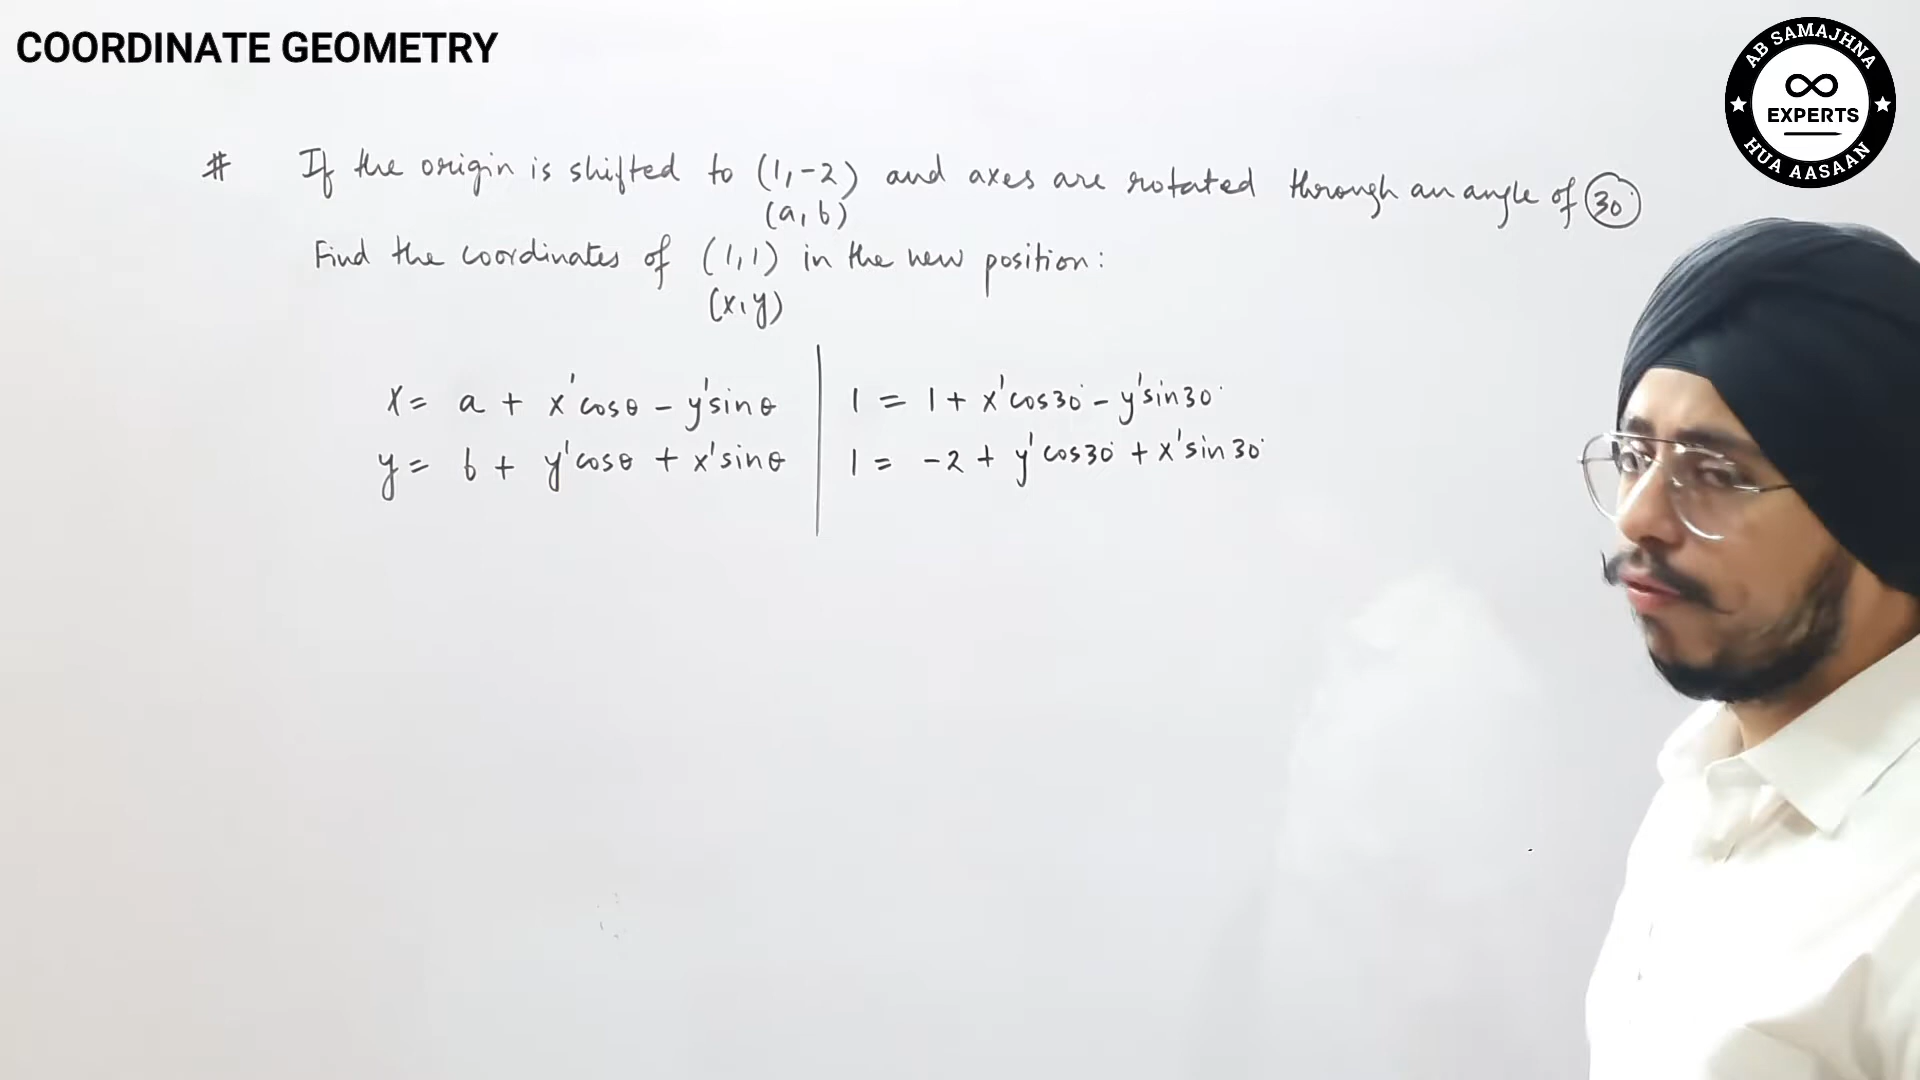 COORDINATE GEOMETRY
AB SAMAJHNA
∞
EXPERTS
HUA AASAAN
# If the origin is shifted to (1,-2) and axes are rotated through an angle of 30°
(a, b)
Find the coordinates of (1,1) in the new position:
(x,y)
x = a + x'cosθ - y'sinθ
y = b + y'cosθ + x'sinθ
1 = 1 + x'cos30° - y'sin30°
1 = -2 + y'cos30° + x'sin30°